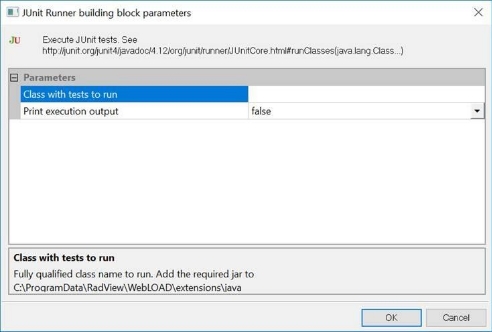 JUnit Runner building block parameters
JU
Execute JUnit tests. See
http://junit.org/junit4/javadoc/4.12/org/junit/runner/JUnitCore.html#runClasses(java.lang.Class...)
Parameters
Class with tests to run
Print execution output false
Class with tests to run
Fully qualified class name to run. Add the required jar to
C:\ProgramData\RadView\WebLOAD\extensions\java
OK Cancel